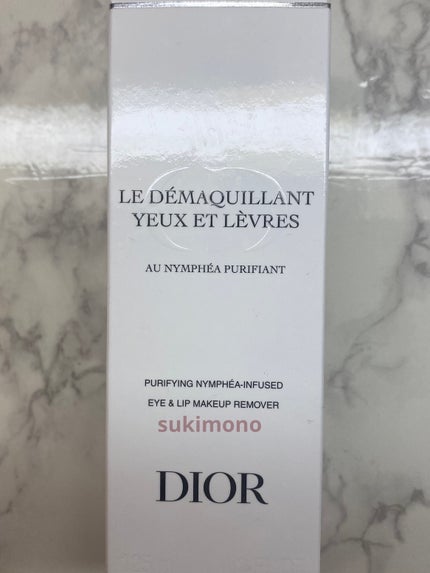 LE DÉMAQUILLANT
YEUX ET LÈVRES
AU NYMPHÉA PURIFIANT
PURIFYING NYMPHÉA-INFUSED
EYE & LIP MAKEUP REMOVER
sukimono
DIOR